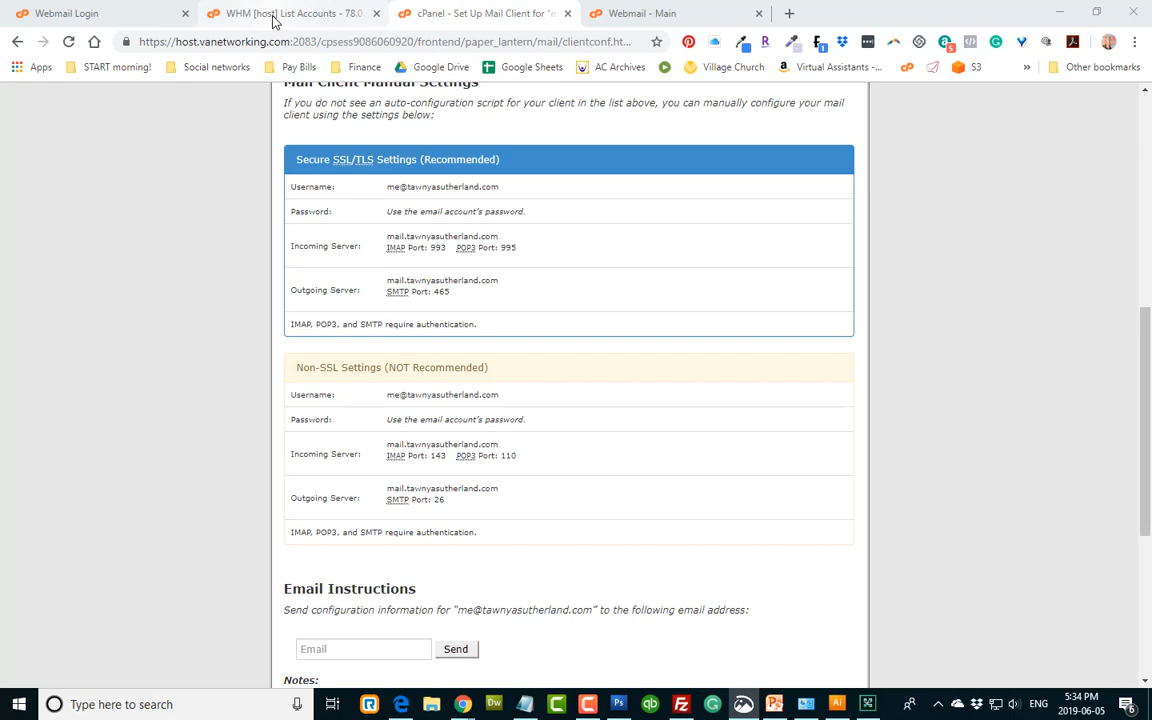 Webmail Login
WHM [host] List Accounts - 78.0.
cPanel - Set Up Mail Client for "m
Webmail - Main
https://host.vanetworking.com:2083/cpsess9086060920/frontend/paper_lantern/mail/clientconf.ht...
Apps
START morning!
Social networks
Pay Bills
Finance
Google Drive
Google Sheets
AC Archives
Village Church
Virtual Assistants -...
S3
»
Other bookmarks
Mail Client Manual Settings
If you do not see an auto-configuration script for your client in the list above, you can manually configure your mail
client using the settings below:
Secure SSL/TLS Settings (Recommended)
Username: me@tawnyasutherland.com
Password: Use the email account's password.
Incoming Server: mail.tawnyasutherland.com
IMAP Port: 993 POP3 Port: 995
Outgoing Server: mail.tawnyasutherland.com
SMTP Port: 465
IMAP, POP3, and SMTP require authentication.
Non-SSL Settings (NOT Recommended)
Username: me@tawnyasutherland.com
Password: Use the email account's password.
Incoming Server: mail.tawnyasutherland.com
IMAP Port: 143 POP3 Port: 110
Outgoing Server: mail.tawnyasutherland.com
SMTP Port: 26
IMAP, POP3, and SMTP require authentication.
Email Instructions
Send configuration information for "me@tawnyasutherland.com" to the following email address:
Email
Send
Notes:
Type here to search
ENG
5:34 PM
2019-06-05
6